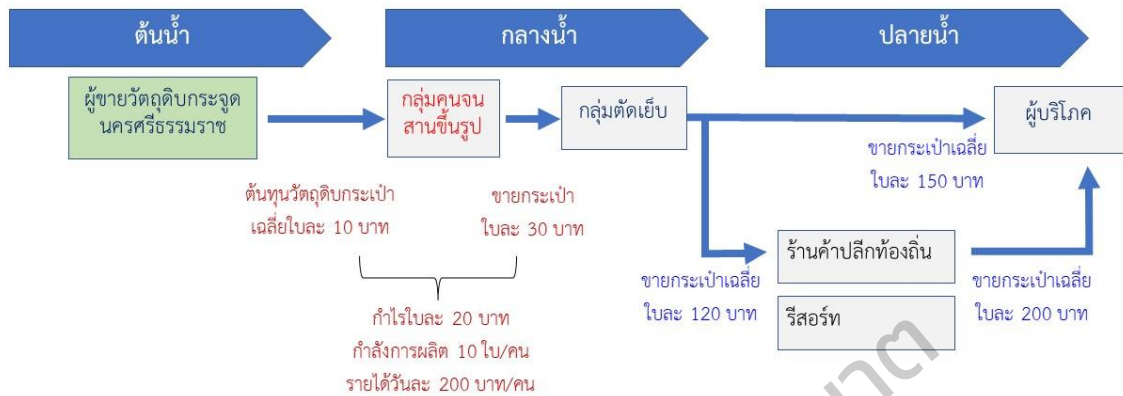 ต้นน้ำ
กลางน้ำ
ปลายน้ำ
ผู้ขายวัตถุดิบกระจูด
นครศรีธรรมราช
กลุ่มคนจน
สานขึ้นรูป
กลุ่มตัดเย็บ
ผู้บริโภค
ขายกระเป๋าเฉลี่ย
ใบละ 150 บาท
ต้นทุนวัตถุดิบกระเป๋า
เฉลี่ยใบละ 10 บาท
ขายกระเป๋า
ใบละ 30 บาท
ร้านค้าปลีกท้องถิ่น
รีสอร์ท
ขายกระเป๋าเฉลี่ย
ใบละ 120 บาท
ขายกระเป๋าเฉลี่ย
ใบละ 200 บาท
กำไรใบละ 20 บาท
กำลังการผลิต 10 ใบ/คน
รายได้วันละ 200 บาท/คน